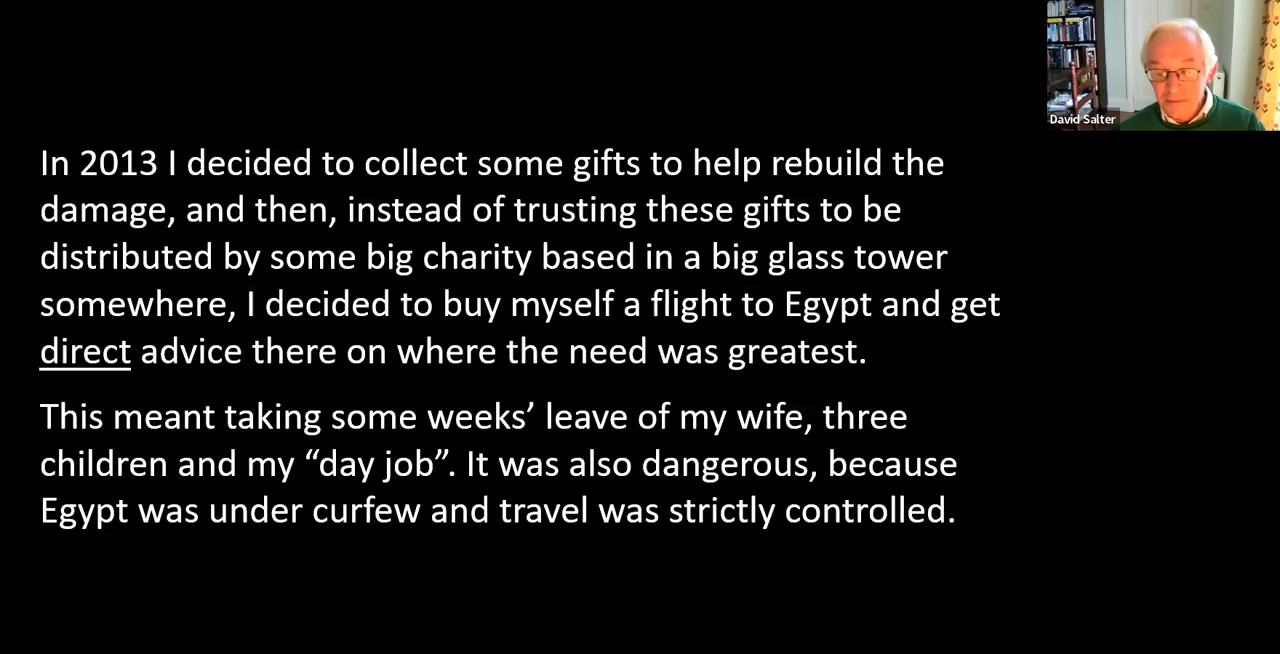 David Salter
In 2013 I decided to collect some gifts to help rebuild the
damage, and then, instead of trusting these gifts to be
distributed by some big charity based in a big glass tower
somewhere, I decided to buy myself a flight to Egypt and get
direct advice there on where the need was greatest.
This meant taking some weeks’ leave of my wife, three
children and my “day job”. It was also dangerous, because
Egypt was under curfew and travel was strictly controlled.